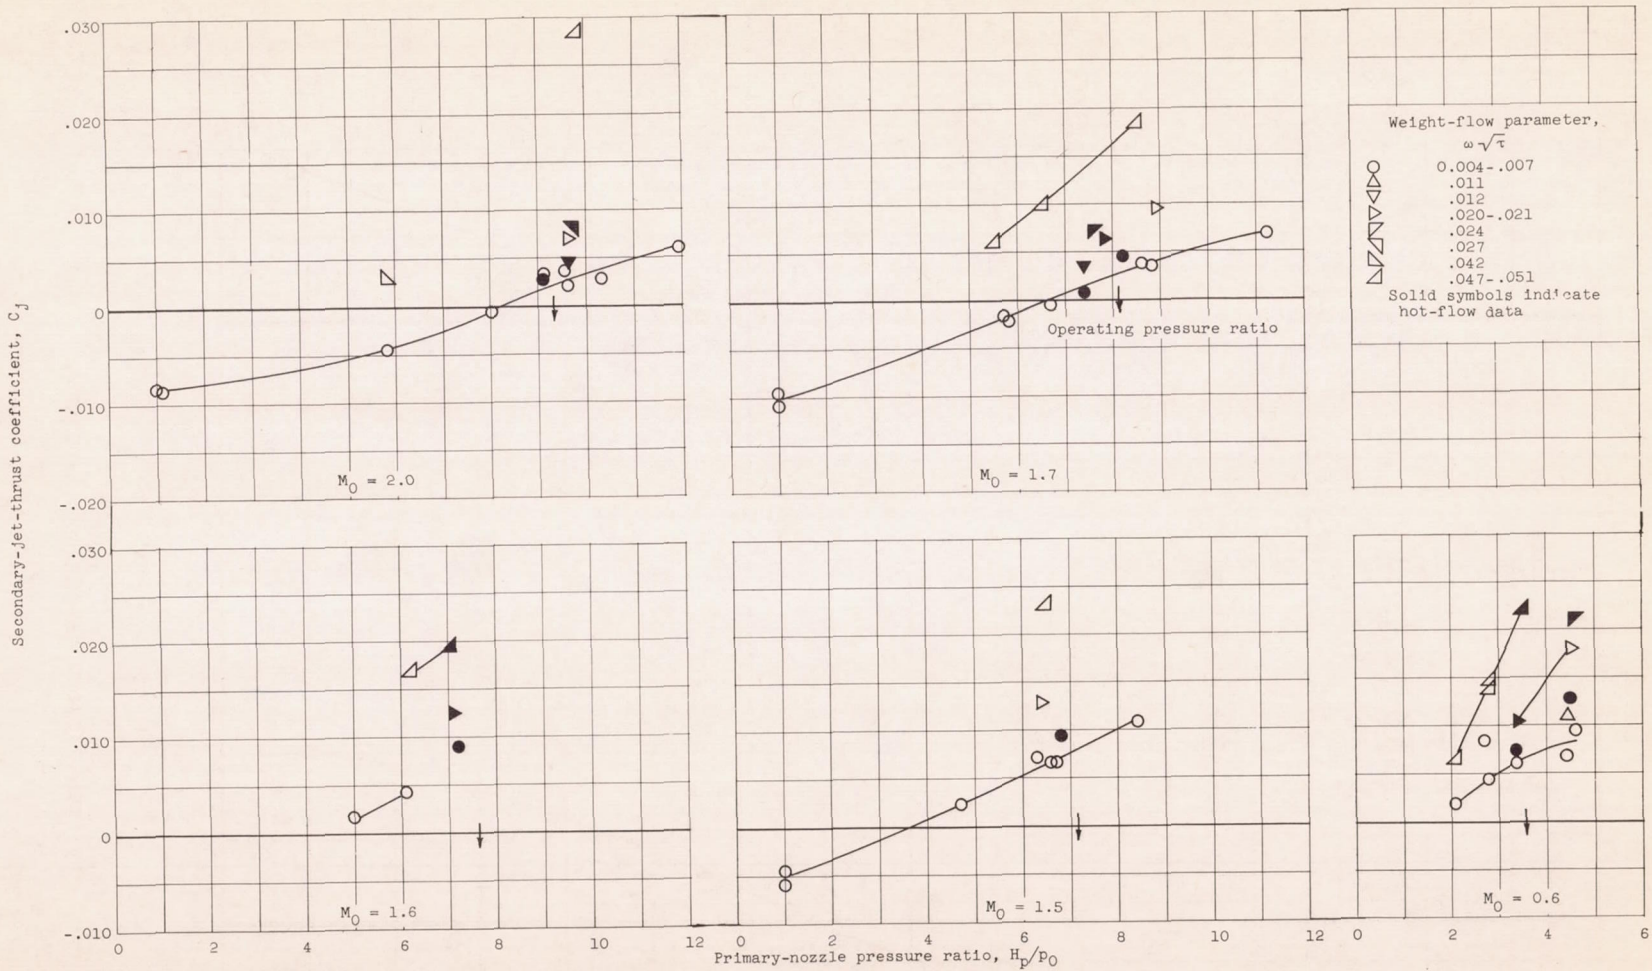 Secondary-jet-thrust coefficient, Cj
.030
.020
.010
0
-.010
-.020
M0 = 2.0
M0 = 1.7
Operating pressure ratio
Weight-flow parameter,
ω√τ
0.004-.007
.011
.012
.020-.021
.024
.027
.042
.047-.051
Solid symbols indicate
hot-flow data
.030
.020
.010
0
-.010
M0 = 1.6
M0 = 1.5
M0 = 0.6
0 2 4 6 8 10 12 0 2 4 6 8 10 12 0 2 4 6
Primary-nozzle pressure ratio, Hp/p0